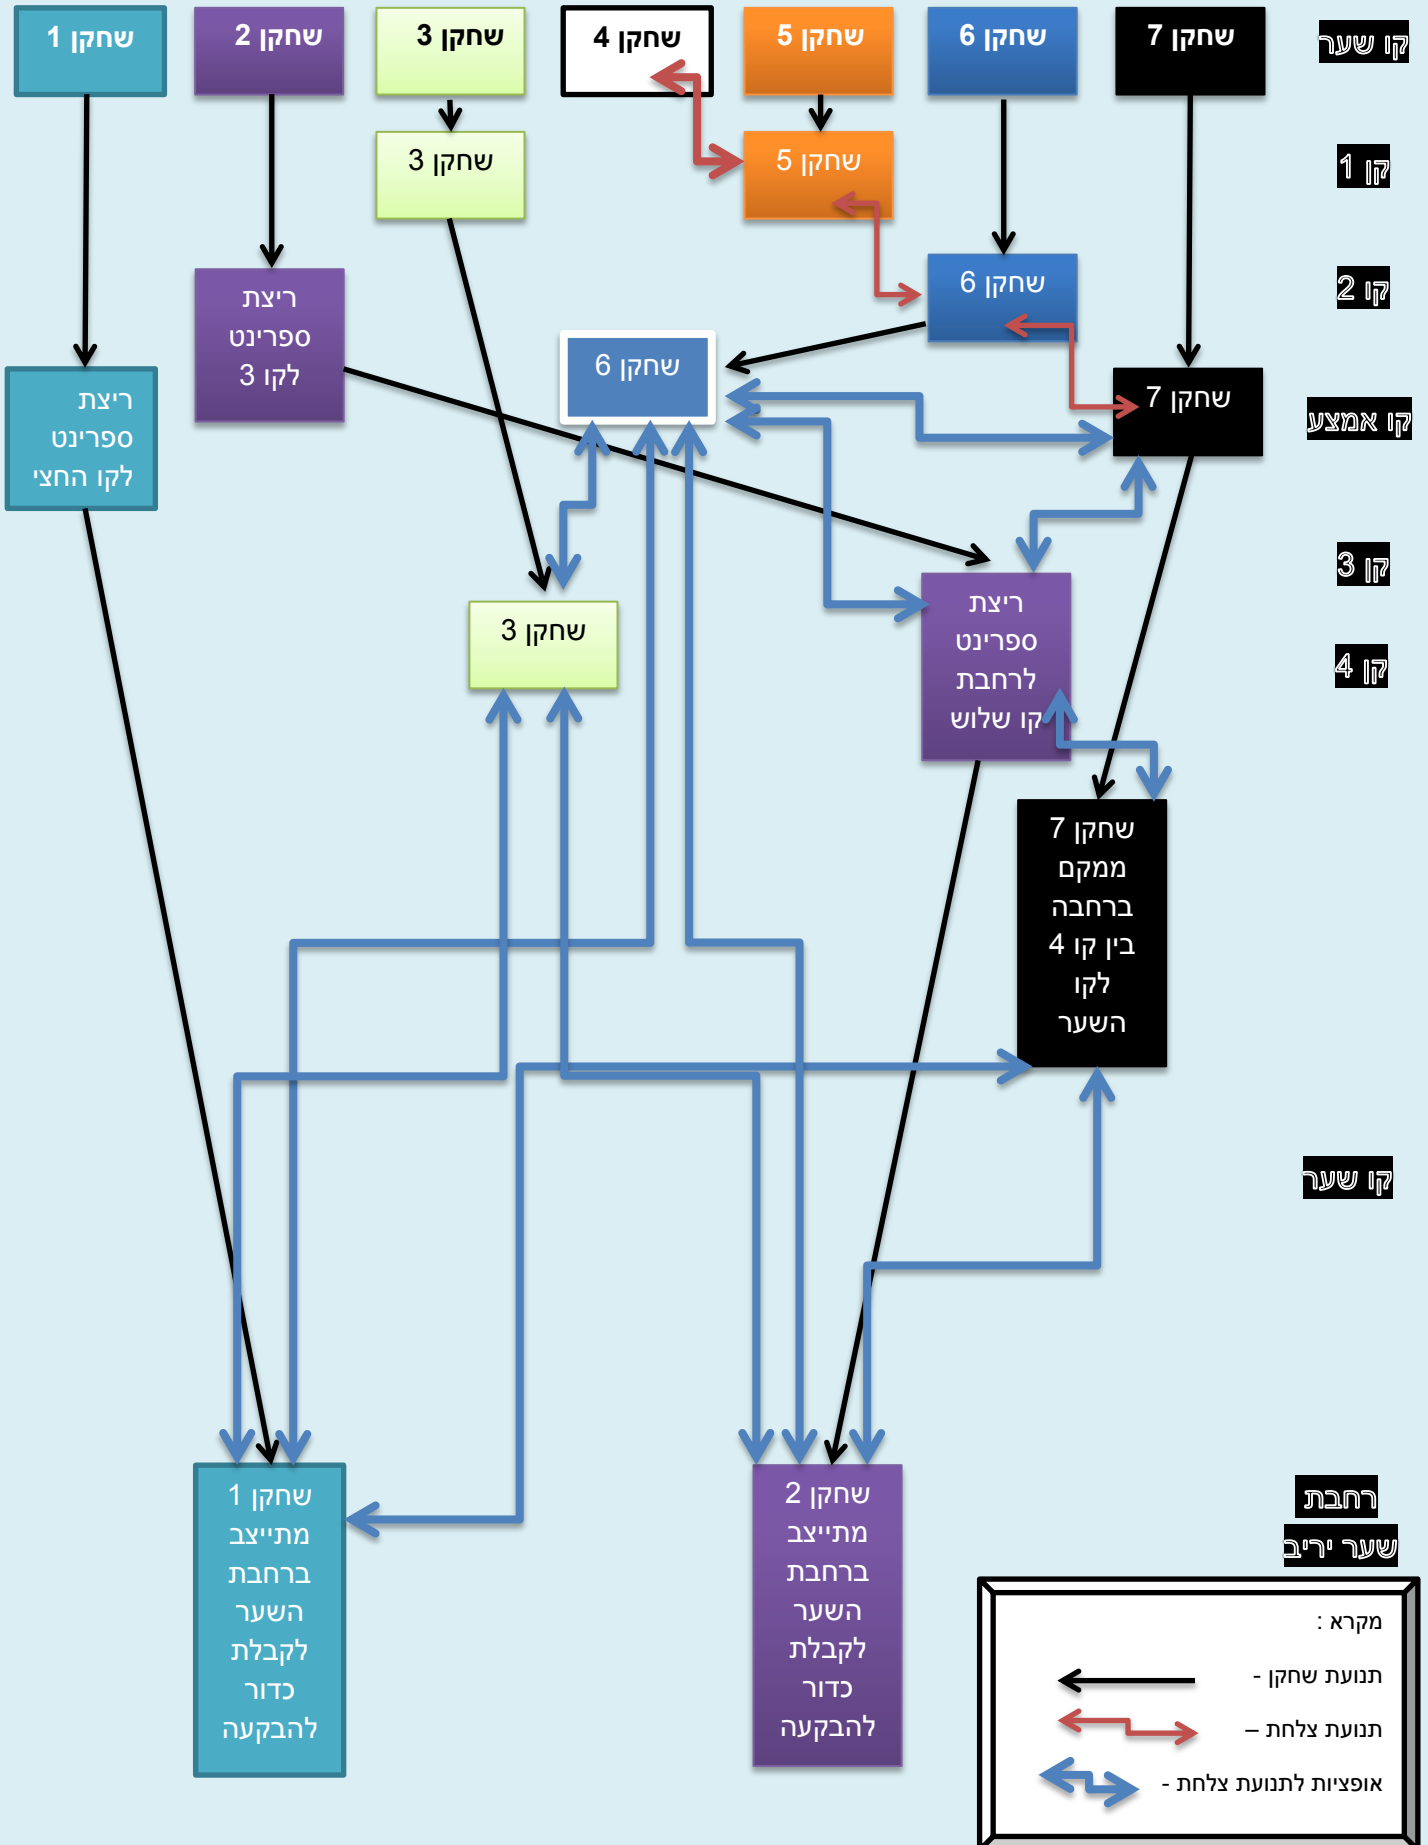 קו שער
שחקן 7
שחקן 6
שחקן 5
שחקן 4
שחקן 3
שחקן 2
שחקן 1
קו 1
שחקן 5
שחקן 3
קו 2
שחקן 6
ריצת
ספרינט
לקו 3
קו אמצע
שחקן 7
שחקן 6
ריצת
ספרינט
לקו החצי
קו 3
ריצת
ספרינט
לרחבת
קו שלוש
שחקן 3
קו 4
שחקן 7
ממקם
ברחבה
בין קו 4
לקו
השער
קו שער
רחבת
שער יריב
שחקן 2
מתייצב
ברחבת
השער
לקבלת
כדור
להבקעה
שחקן 1
מתייצב
ברחבת
השער
לקבלת
כדור
להבקעה
מקרא :
תנועת שחקן -
תנועת צלחת –
אופציות לתנועת צלחת -